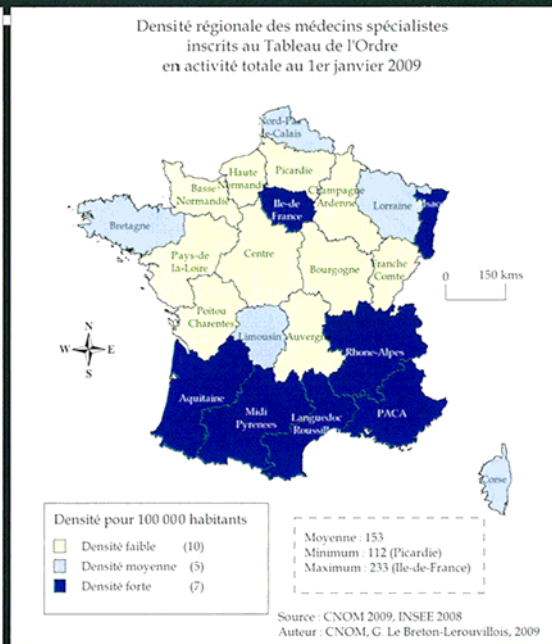 Densité régionale des médecins spécialistes
inscrits au Tableau de l'Ordre
en activité totale au 1er janvier 2009
Nord-Pas
de-Calais
Haute
Normandie
Picardie
Basse
Normandie
Ile-de
France
Champagne
Ardenne
Lorraine
Alsace
Bretagne
Pays-de
la-Loire
Centre
Bourgogne
Franche
Comte
0 150 kms
Poitou
Charentes
Limousin
Auvergne
Rhone-Alpes
N
W E
S
Aquitaine
Midi
Pyrenees
Languedoc
Roussillon
PACA
Corse
Densité pour 100 000 habitants
Densité faible (10)
Densité moyenne (5)
Densité forte (7)
Moyenne : 153
Minimum : 112 (Picardie)
Maximum : 233 (Ile-de-France)
Source : CNOM 2009, INSEE 2008
Auteur : CNOM, G. Le Breton-Lerouvillois, 2009